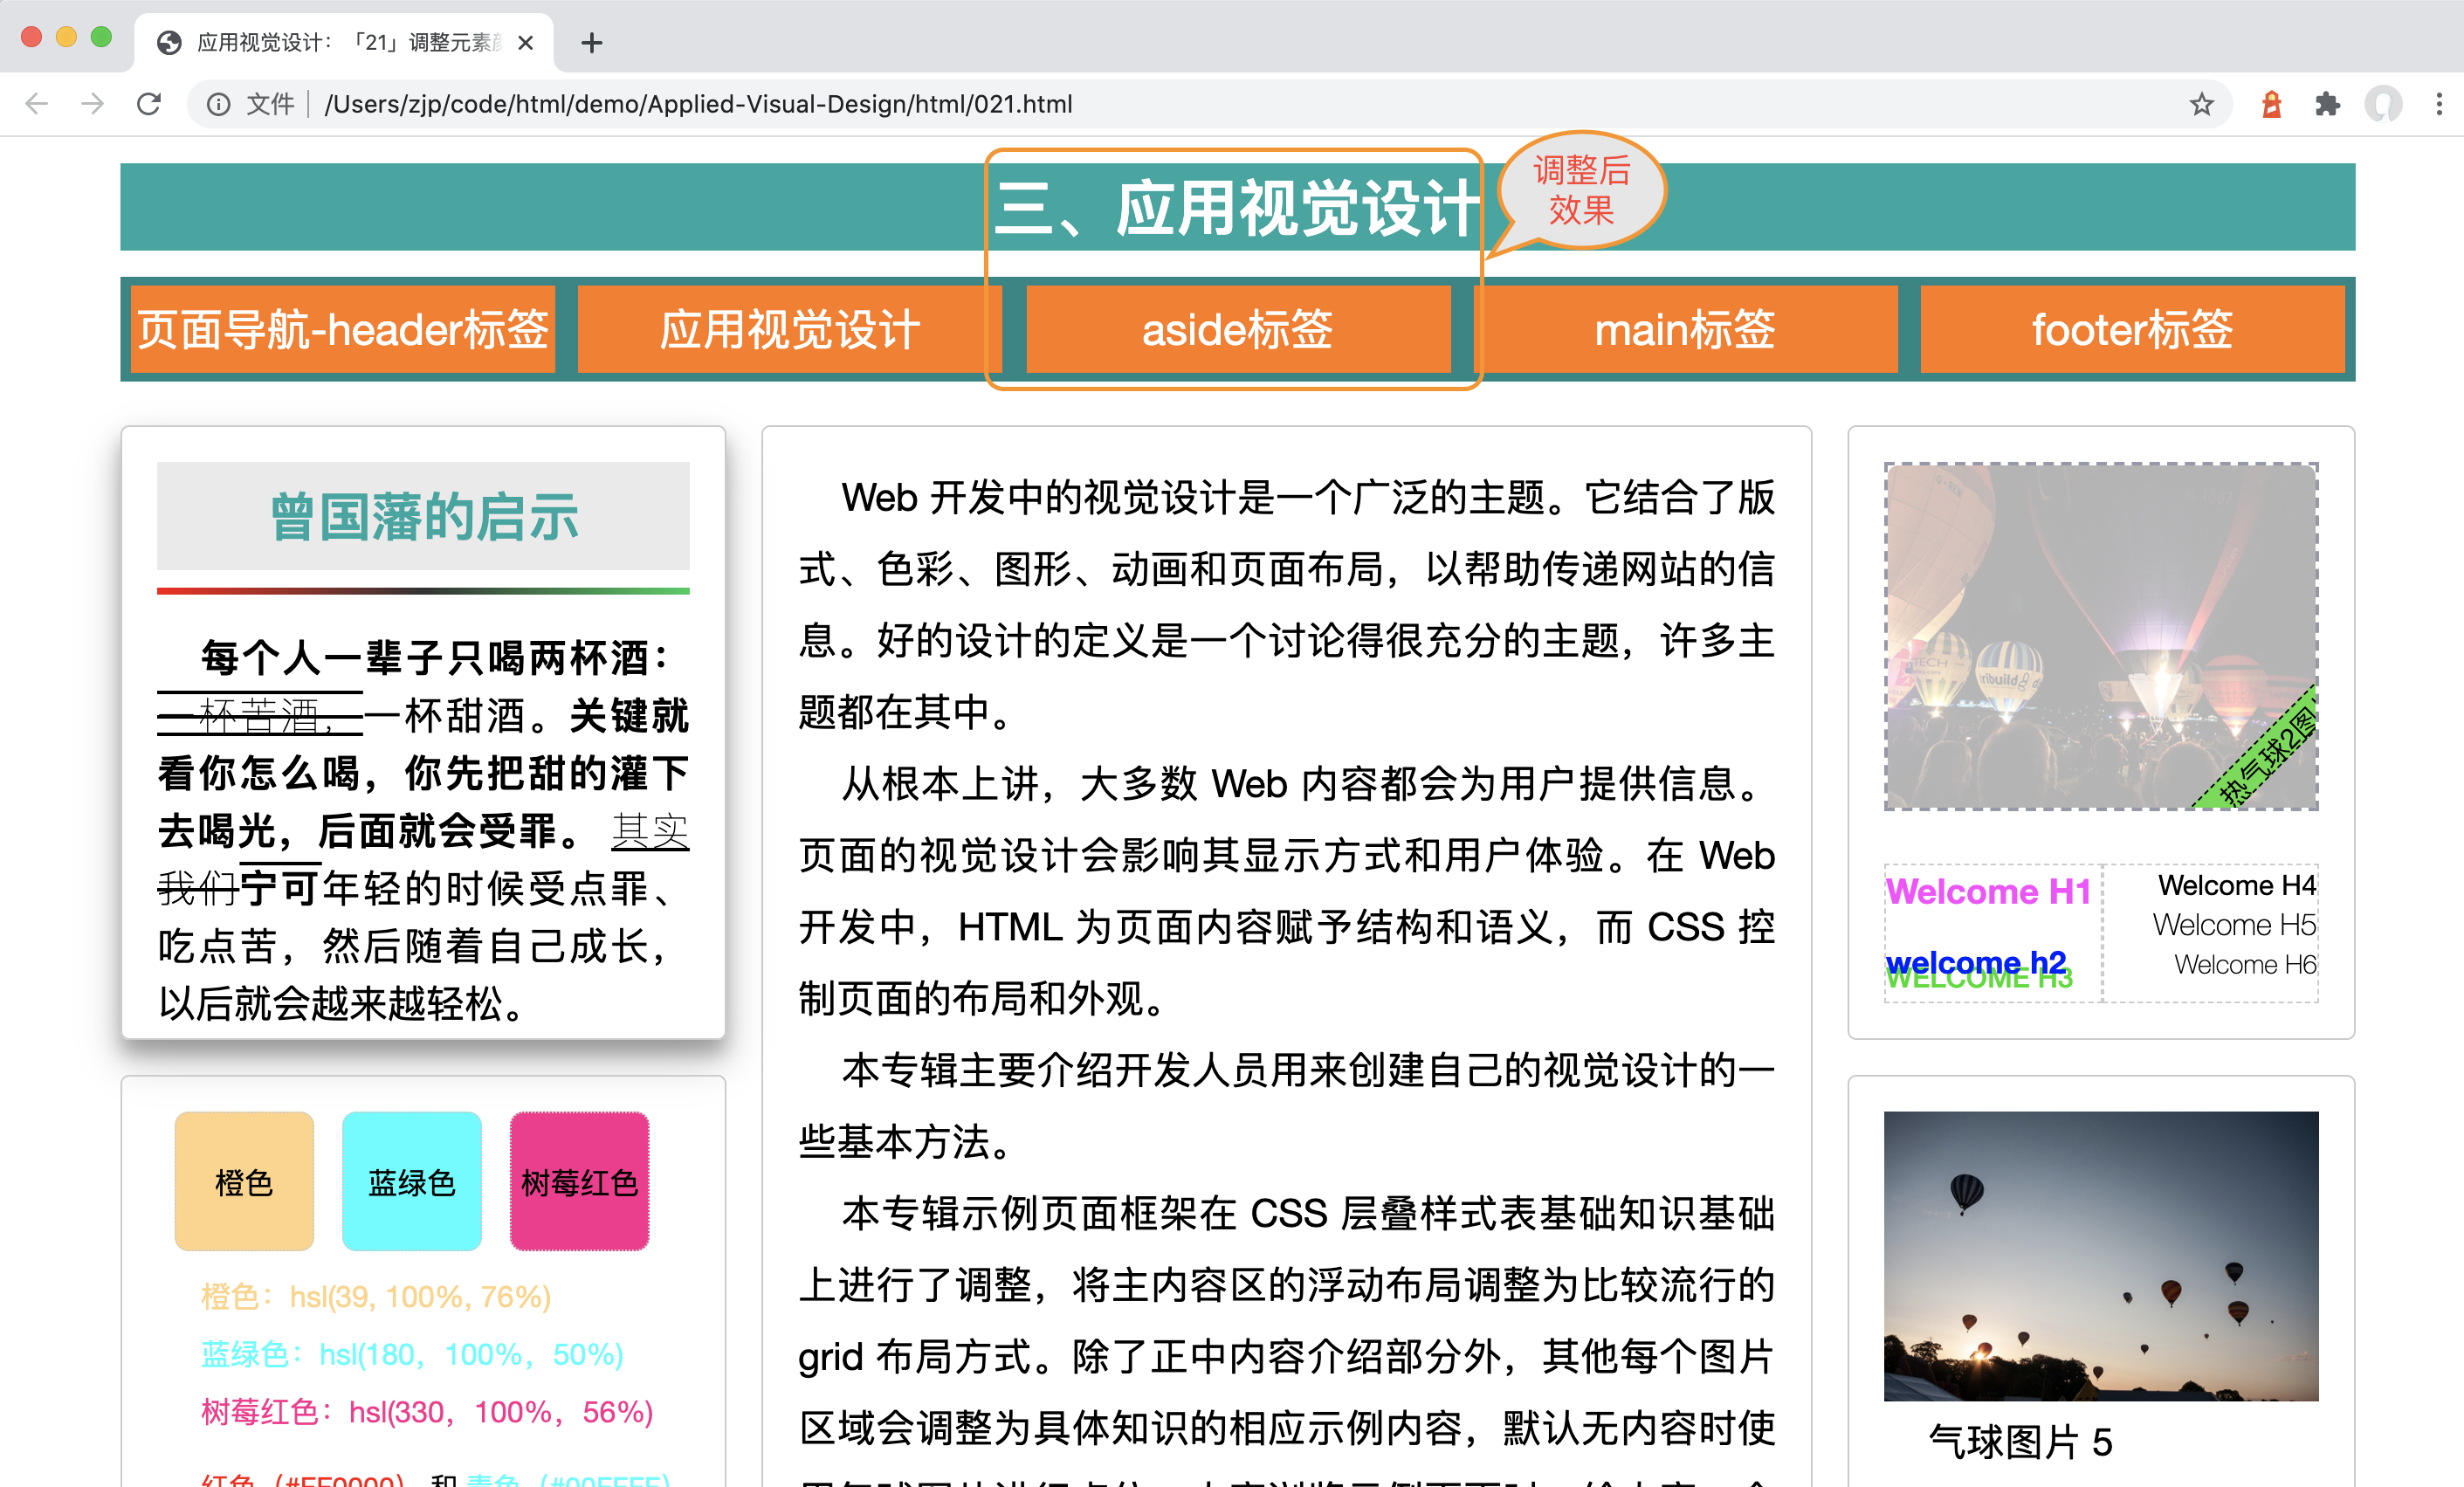 应用视觉设计：「21」调整元素颜
文件
/Users/zjp/code/html/demo/Applied-Visual-Design/html/021.html
三、应用视觉设计
调整后
效果
页面导航-header标签
应用视觉设计
aside标签
main标签
footer标签
曾国藩的启示
每个人一辈子只喝两杯酒：
一杯苦酒，一杯甜酒。关键就
看你怎么喝，你先把甜的灌下
去喝光，后面就会受罪。 其实
我们宁可年轻的时候受点罪、
吃点苦，然后随着自己成长，
以后就会越来越轻松。
橙色
蓝绿色
树莓红色
橙色：hsl(39, 100%, 76%)
蓝绿色：hsl(180，100%，50%)
树莓红色：hsl(330，100%，56%)
红色（#FF0000）和 青色（#00FFFF）
Web 开发中的视觉设计是一个广泛的主题。它结合了版
式、色彩、图形、动画和页面布局，以帮助传递网站的信
息。好的设计的定义是一个讨论得很充分的主题，许多主
题都在其中。
从根本上讲，大多数 Web 内容都会为用户提供信息。
页面的视觉设计会影响其显示方式和用户体验。在 Web
开发中，HTML 为页面内容赋予结构和语义，而 CSS 控
制页面的布局和外观。
本专辑主要介绍开发人员用来创建自己的视觉设计的一
些基本方法。
本专辑示例页面框架在 CSS 层叠样式表基础知识基础
上进行了调整，将主内容区的浮动布局调整为比较流行的
grid 布局方式。除了正中内容介绍部分外，其他每个图片
区域会调整为具体知识的相应示例内容，默认无内容时使
热气球2图
Welcome H1
welcome h2
WELCOME H3
Welcome H4
Welcome H5
Welcome H6
气球图片 5